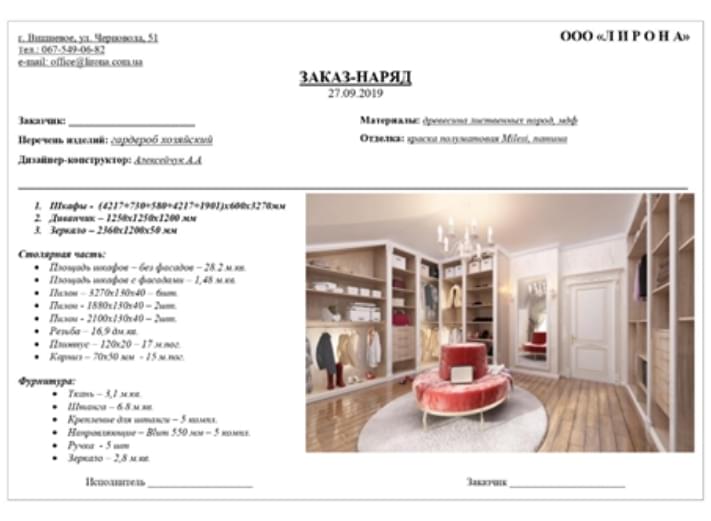 г. Вишневое, ул. Черновола, 51
тел.: 067-549-06-82
e-mail: office@lirona.com.ua
ООО «Л И Р О Н А»
ЗАКАЗ-НАРЯД
27.09.2019
Заказчик: ____________________
Перечень изделий: гардероб хозяйский
Дизайнер-конструктор: Алексейчук А.А
Материалы: древесина лиственных пород, мдф
Отделка: краска полуматовая Milesi, патина
1. Шкафы - (4217+730+580+4217+1901)х600х3270мм
2. Диванчик – 1250х1250х1200 мм
3. Зеркало – 2360х1200х50 мм
Столярная часть:
• Площадь шкафов – без фасадов – 28.2 м.кв.
• Площадь шкафов с фасадами – 1,48 м.кв.
• Пилон – 3270х130х40 – 6шт.
• Пилон - 1880х130х40 – 2шт.
• Пилон - 2100х130х40 – 2шт.
• Резьба – 16,9 дм.кв.
• Плинтус – 120х20 – 17 м.пог.
• Карниз – 70х50 мм - 15 м.пог.
Фурнитура:
• Ткань – 3,1 м.кв.
• Штанга – 6.8 м.кв.
• Крепление для штанги – 5 компл.
• Направляющие – Blum 550 мм – 5 компл.
• Ручка - 5 шт
• Зеркало – 2,8 м.кв.
Исполнитель ____________________
Заказчик ____________________